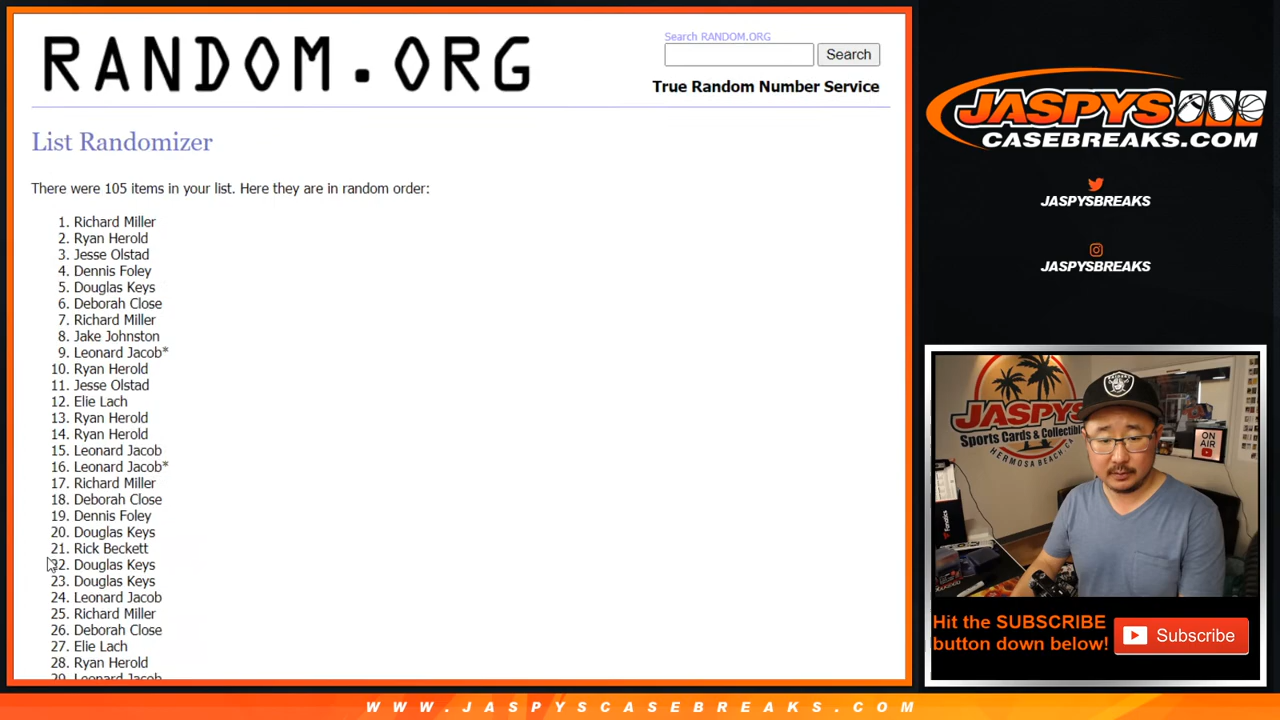 RANDOM.ORG
Search RANDOM.ORG
Search
True Random Number Service
List Randomizer
There were 105 items in your list. Here they are in random order:
1. Richard Miller
2. Ryan Herold
3. Jesse Olstad
4. Dennis Foley
5. Douglas Keys
6. Deborah Close
7. Richard Miller
8. Jake Johnston
9. Leonard Jacob*
10. Ryan Herold
11. Jesse Olstad
12. Elie Lach
13. Ryan Herold
14. Ryan Herold
15. Leonard Jacob
16. Leonard Jacob*
17. Richard Miller
18. Deborah Close
19. Dennis Foley
20. Douglas Keys
21. Rick Beckett
22. Douglas Keys
23. Douglas Keys
24. Leonard Jacob
25. Richard Miller
26. Deborah Close
27. Elie Lach
28. Ryan Herold
29. Leonard Jacob
JASPYS
CASEBREAKS.COM
JASPYSBREAKS
JASPYSBREAKS
JASPYS
Sports Cards & Collectibles
HERMOSA BEACH, CA
ON
AIR
Fanatics
Hit the SUBSCRIBE
button down below!
Subscribe
WWW.JASPYSCASEBREAKS.COM